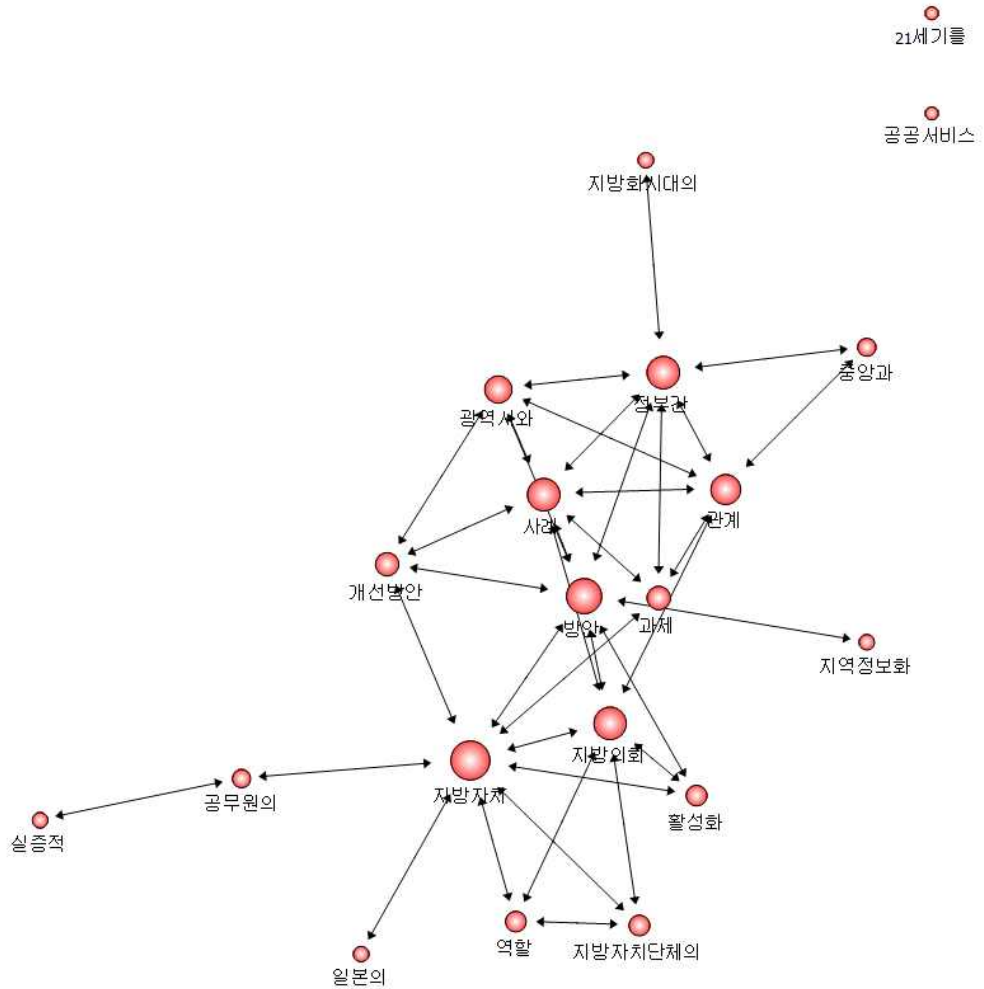 21세기를
공공서비스
지방화시대의
중앙과
정부간
광역시와
관계
사례
개선방안
방안
과제
지역정보화
지방의회
지방자치
공무원의
활성화
실증적
역할
지방자치단체의
일본의